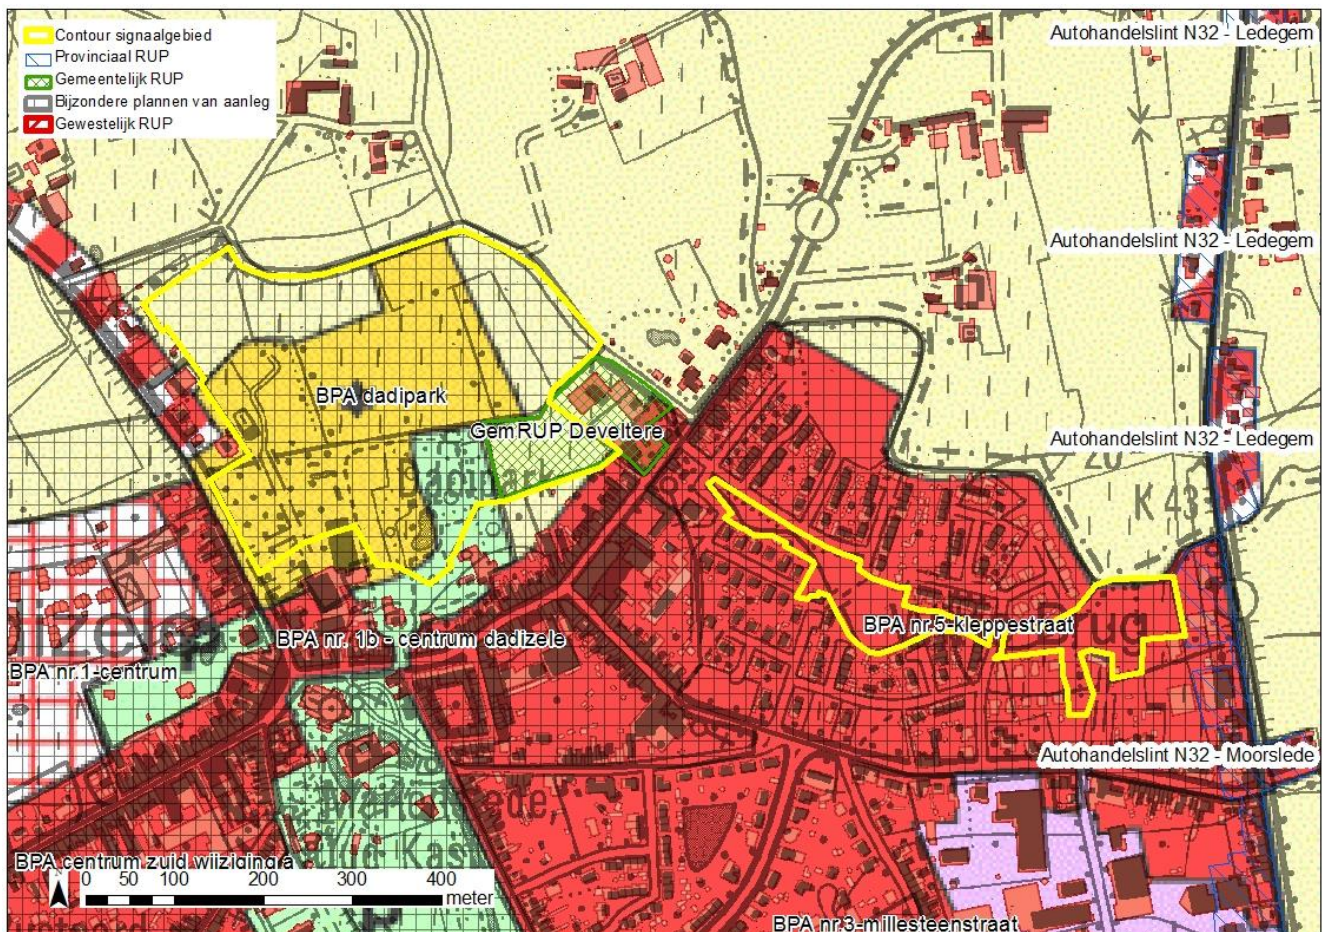 Contour signaalgebied
Provinciaal RUP
Gemeentelijk RUP
Bijzondere plannen van aanleg
Gewestelijk RUP
Autohandelslint N32 - Ledegem
Autohandelslint N32 - Ledegem
BPA dadipark
GemRUP Develtere
Autohandelslint N32 - Ledegem
Dadipark
K 43
BPA nr.5-kleppestraat
BPA nr. 1b - centrum dadizele
BPA nr.1-centrum
Autohandelslint N32 - Moorslede
BPA centrum zuid wijziging a
0 50 100 200 300 400
meter
BPA nr.3-millesteenstraat